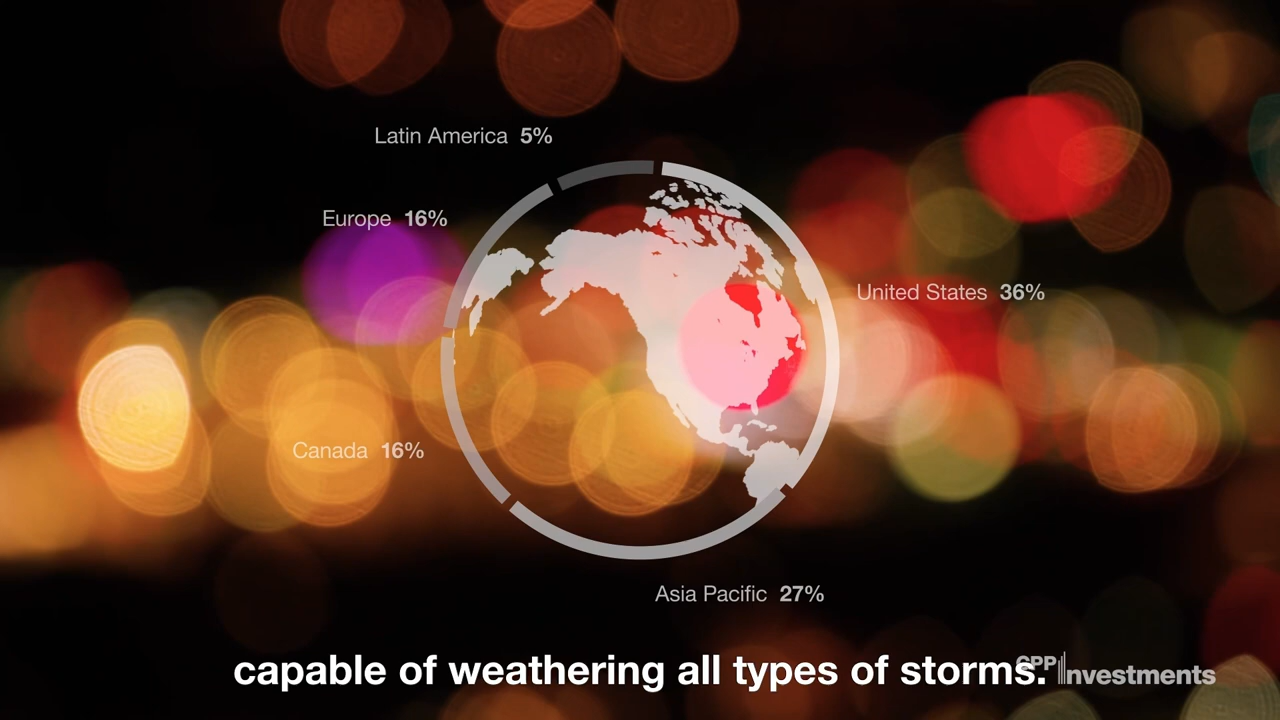 Latin America 5%
Europe 16%
United States 36%
Canada 16%
Asia Pacific 27%
capable of weathering all types of storms.
CPP
Investments